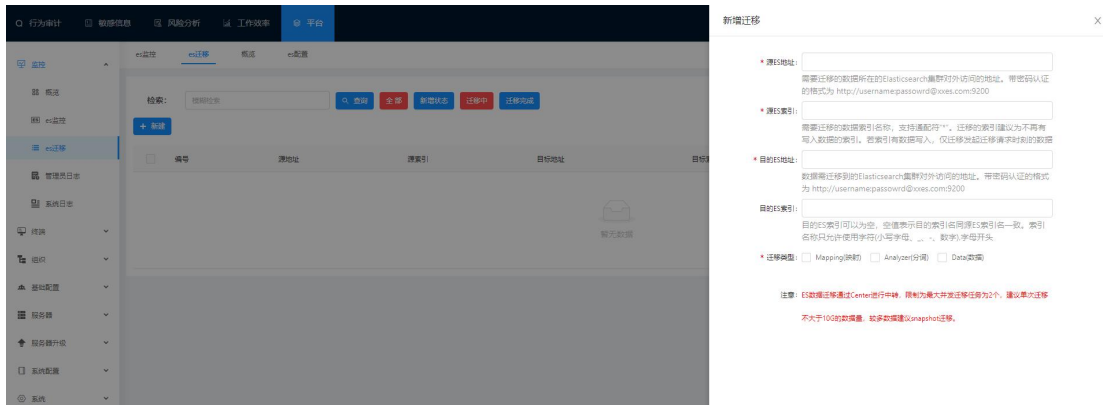 行为审计 敏感信息 风险分析 工作效率 平台
新增迁移
监控
概览
es监控
es迁移
管理员日志
系统日志
终端
组织
基础配置
服务器
服务器升级
系统配置
系统
es监控 es迁移 概览 es配置
检索： 模糊检索 查询 全部 新增状态 迁移中 迁移完成
+ 新建
编号 源地址 源索引 目标地址
暂无数据
* 源ES地址:
需要迁移的数据所在的Elasticsearch集群对外访问的地址。带密码认证
的格式为 http://username:passowrd@xxes.com:9200
* 源ES索引:
需要迁移的数据索引名称，支持通配符"*"。迁移的索引建议为不再有
写入数据的索引。若索引有数据写入，仅迁移发起迁移请求时刻的数据
* 目的ES地址:
数据需迁移到的Elasticsearch集群对外访问的地址。带密码认证的格式
为 http://username:passowrd@xxes.com:9200
目的ES索引:
目的ES索引可以为空，空值表示目的索引名同源ES索引名一致。索引
名称只允许使用字符(小写字母、_、-、数字),字母开头
* 迁移类型: Mapping(映射) Analyzer(分词) Data(数据)
注意: ES数据迁移通过Center进行中转，限制为最大并发迁移任务为2个，建议单次迁移
不大于10G的数据量，较多数据建议snapshot迁移。